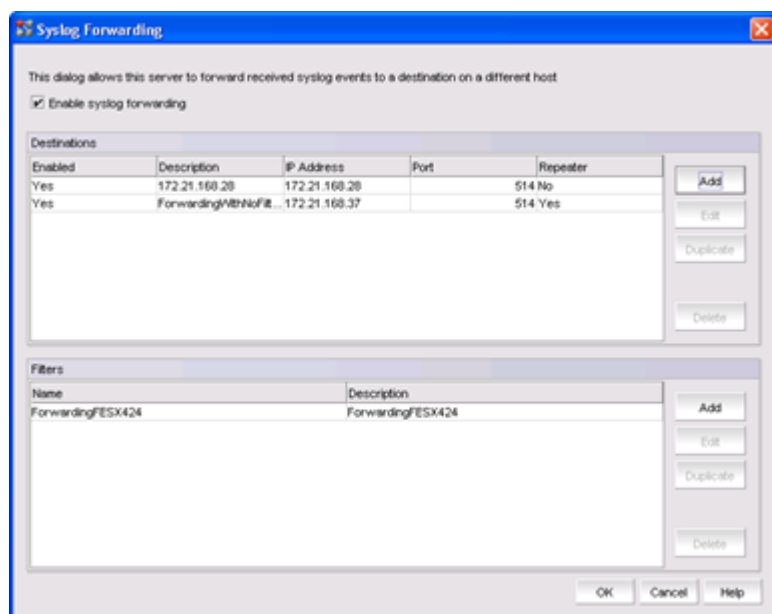 Syslog Forwarding
This dialog allows this server to forward received syslog events to a destination on a different host
Enable syslog forwarding
Destinations
Enabled Description IP Address Port Repeater
Yes 172.21.168.28 172.21.168.28 514 No
Yes ForwardingWithNoFilt... 172.21.168.37 514 Yes
Add
Edit
Duplicate
Delete
Filters
Name Description
ForwardingFESX424 ForwardingFESX424
Add
Edit
Duplicate
Delete
OK Cancel Help